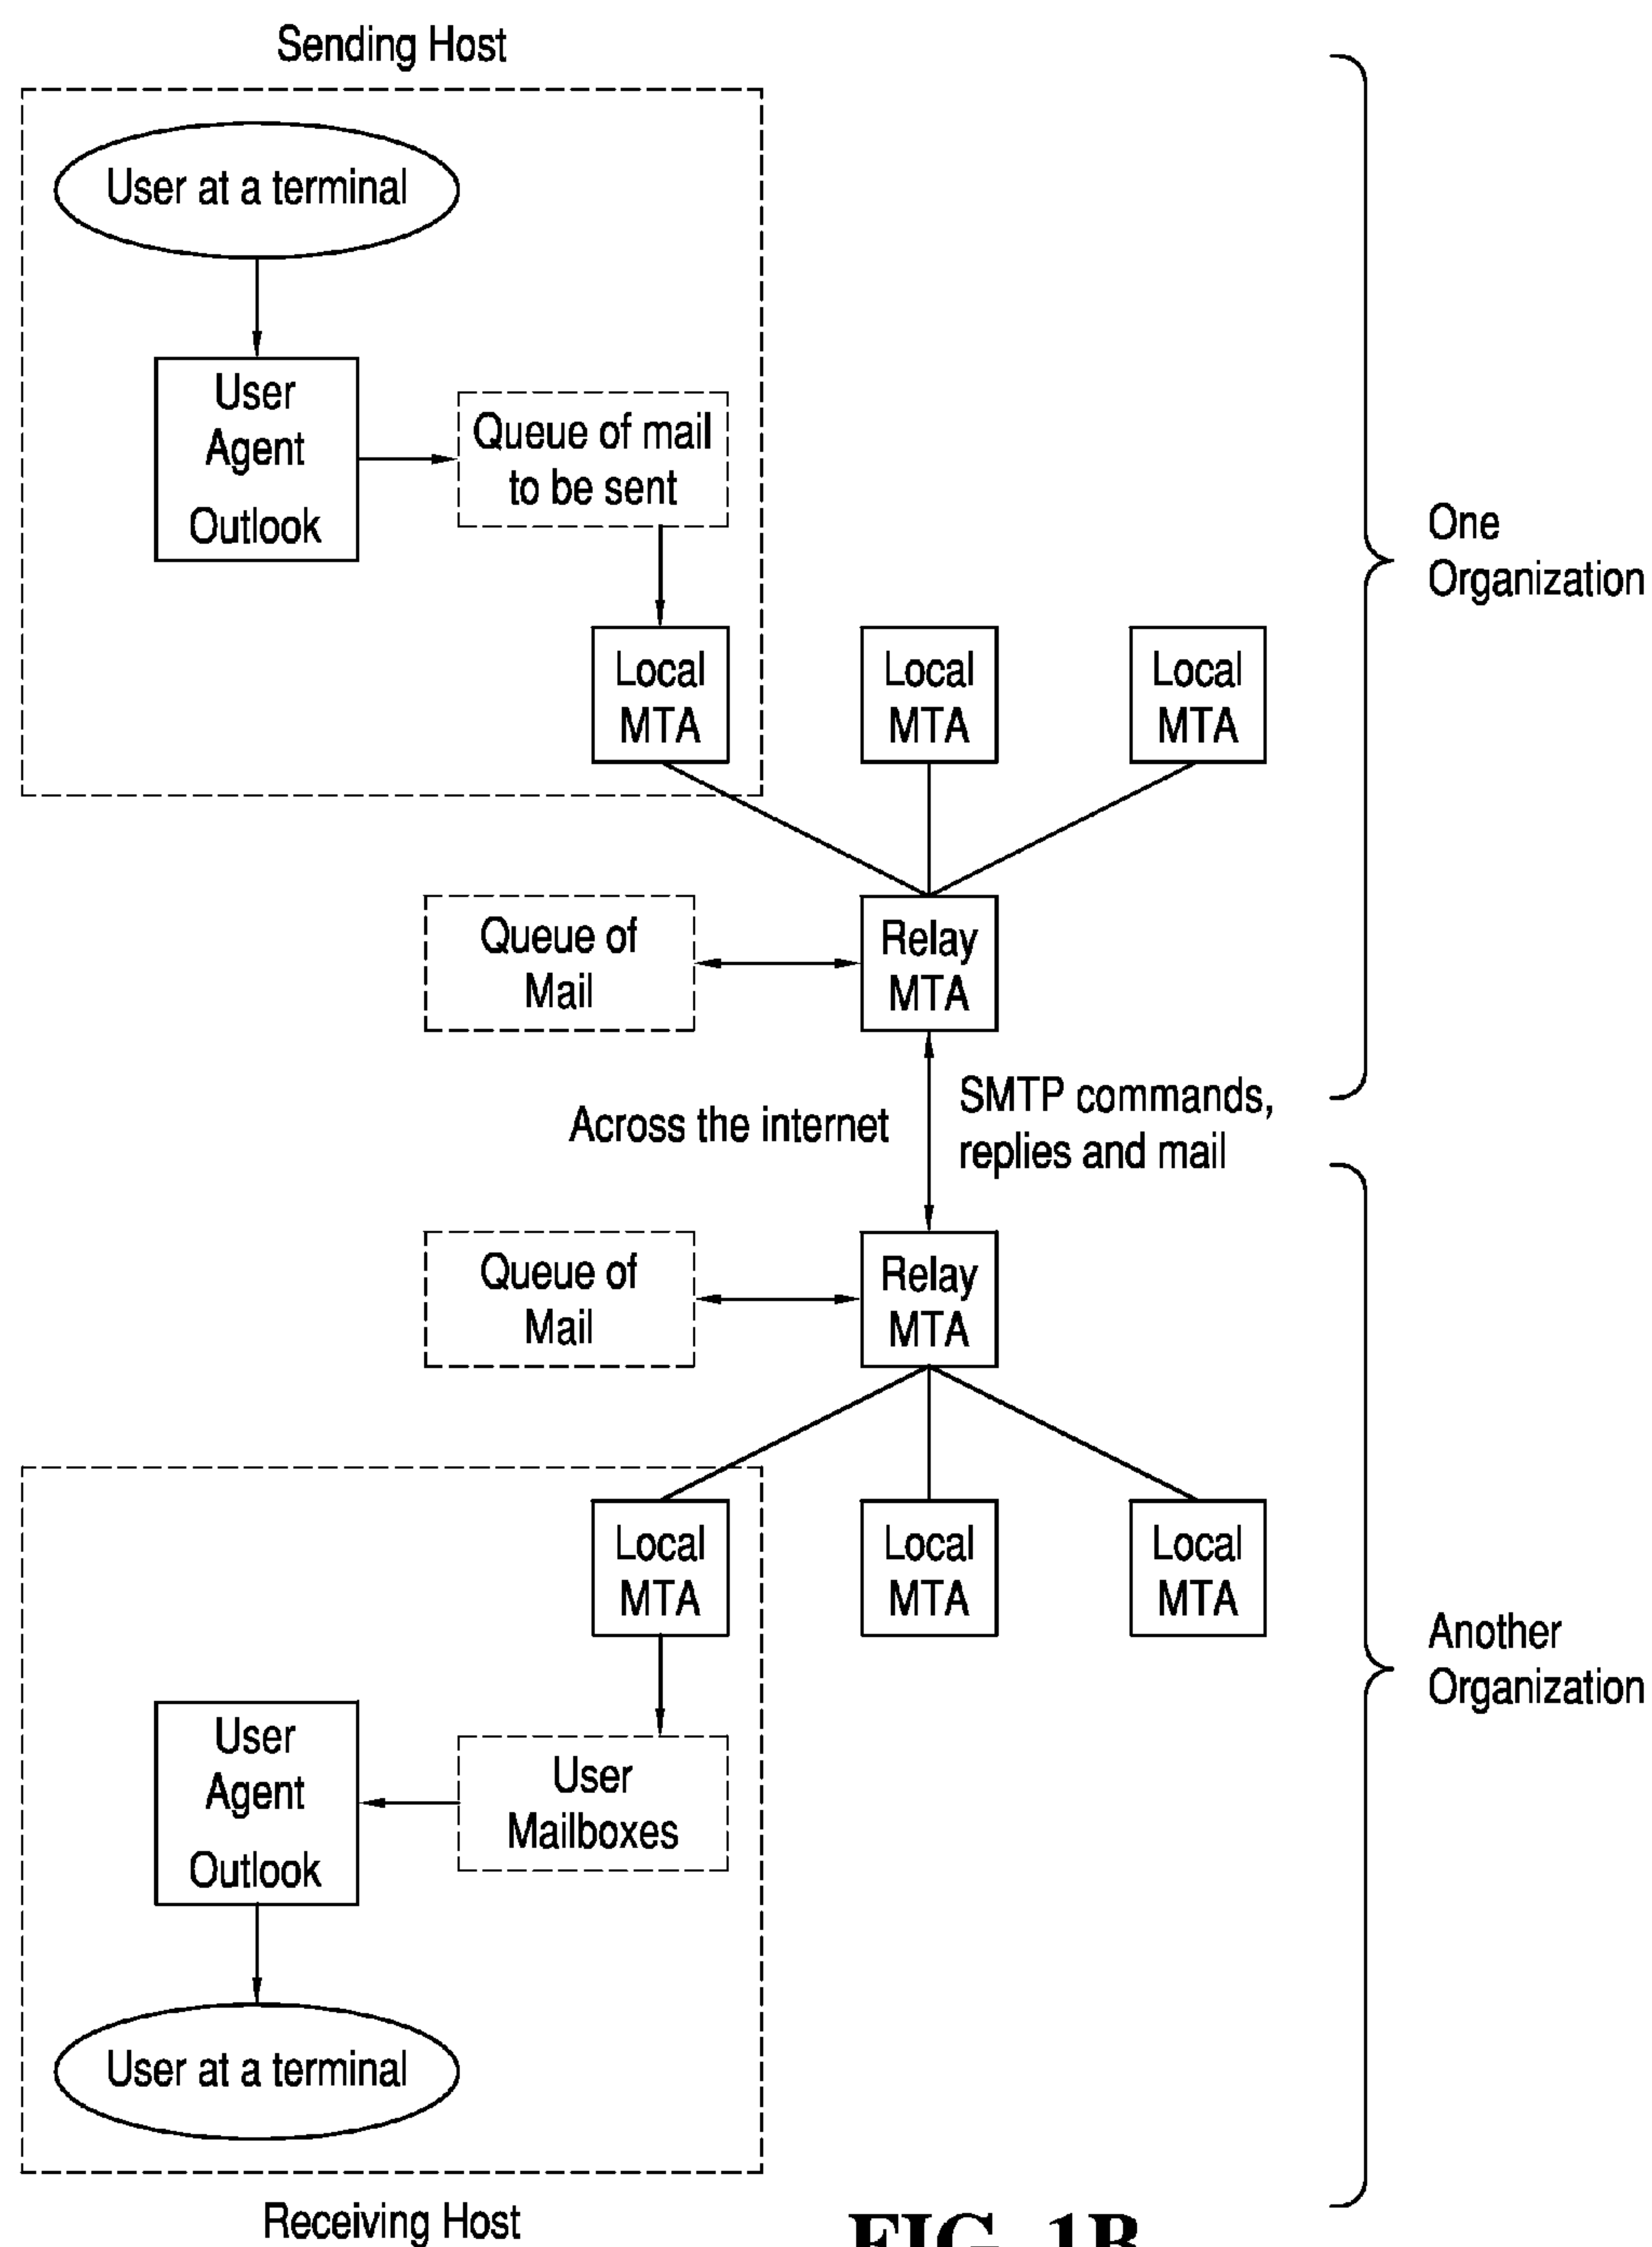 Sending Host
User at a terminal
User
Agent
Outlook
Queue of mail
to be sent
One
Organization
Local
MTA
Local
MTA
Local
MTA
Queue of
Mail
Relay
MTA
Across the internet
SMTP commands,
replies and mail
Queue of
Mail
Relay
MTA
Local
MTA
Local
MTA
Local
MTA
Another
Organization
User
Agent
Outlook
User
Mailboxes
User at a terminal
Receiving Host
FIG. 1B